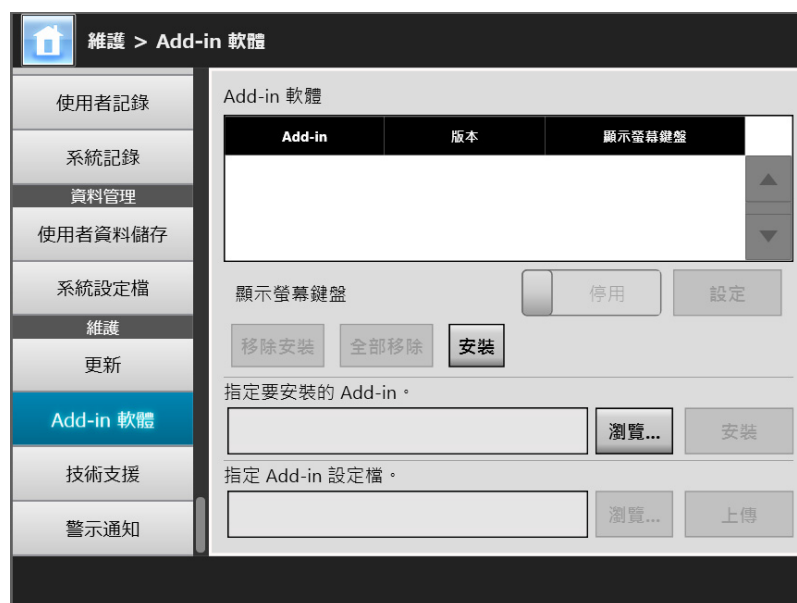 維護 > Add-in 軟體
使用者記錄
系統記錄
資料管理
使用者資料儲存
系統設定檔
維護
更新
Add-in 軟體
技術支援
警示通知
Add-in 軟體
Add-in 版本 顯示螢幕鍵盤
顯示螢幕鍵盤 停用 設定
移除安裝 全部移除 安裝
指定要安裝的 Add-in。
瀏覽... 安裝
指定 Add-in 設定檔。
瀏覽... 上傳